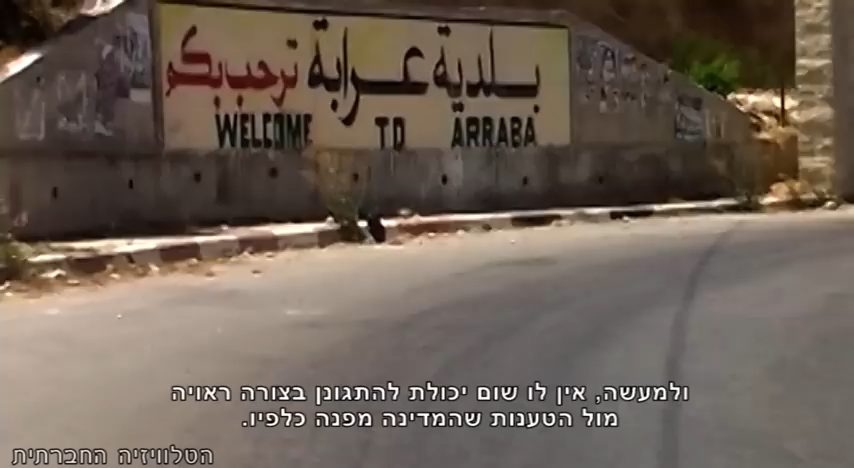 بلدية عرابة ترحب بكم
WELCOME TO ARRABA
ולמעשה, אין לו שום יכולת להתגונן בצורה ראויה
מול הטענות שהמדינה מפנה כלפיו.
הטלוויזיה החברתית